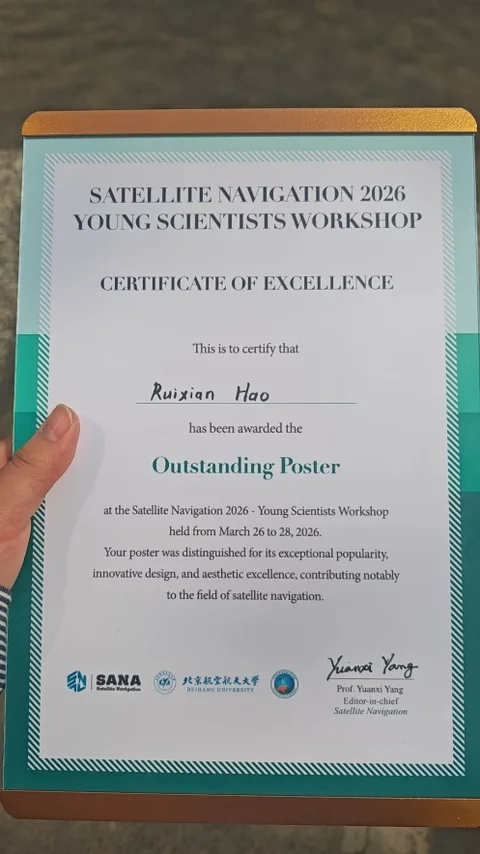 SATELLITE NAVIGATION 2026
YOUNG SCIENTISTS WORKSHOP
CERTIFICATE OF EXCELLENCE
This is to certify that
Ruixian Hao
has been awarded the
Outstanding Poster
at the Satellite Navigation 2026 - Young Scientists Workshop
held from March 26 to 28, 2026.
Your poster was distinguished for its exceptional popularity,
innovative design, and aesthetic excellence, contributing notably
to the field of satellite navigation.
SANA
Satellite Navigation
北京航空航天大学
BEIHANG UNIVERSITY
Yuanxi Yang
Prof. Yuanxi Yang
Editor-in-chief
Satellite Navigation